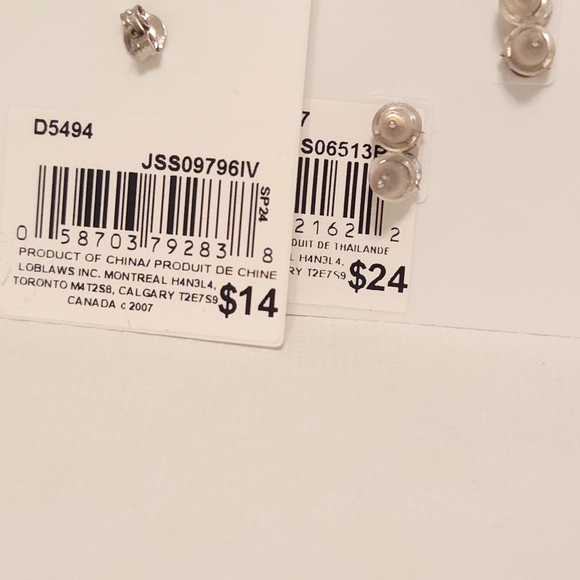 D5494
JSS09796IV
SP24
0 58703 79283 8
PRODUCT OF CHINA/ PRODUIT DE CHINE
LOBLAWS INC. MONTREAL H4N3L4,
TORONTO M4T2S8, CALGARY T2E7S9
CANADA c 2007
$14
7
S06513
2162 2
DUIT DE THAILANDE
H4N3L4,
RY T2E7S9
$24